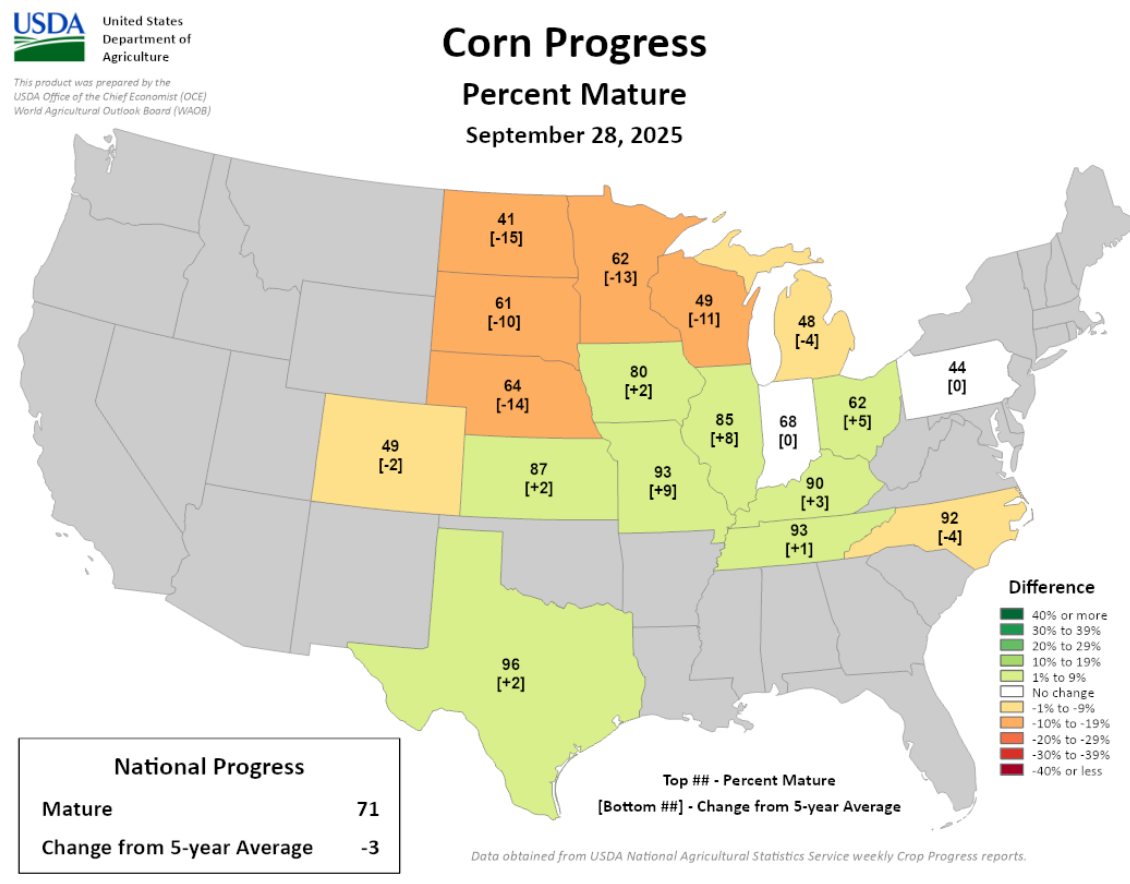 USDA
United States
Department of
Agriculture
This product was prepared by the
USDA Office of the Chief Economist (OCE)
World Agricultural Outlook Board (WAOB)
Corn Progress
Percent Mature
September 28, 2025
41
[-15]
62
[-13]
61
[-10]
49
[-11]
48
[-4]
64
[-14]
80
[+2]
44
[0]
85
[+8]
68
[0]
62
[+5]
49
[-2]
87
[+2]
93
[+9]
90
[+3]
93
[+1]
92
[-4]
96
[+2]
Difference
40% or more
30% to 39%
20% to 29%
10% to 19%
1% to 9%
No change
-1% to -9%
-10% to -19%
-20% to -29%
-30% to -39%
-40% or less
National Progress
Mature 71
Change from 5-year Average -3
Top ## - Percent Mature
[Bottom ##] - Change from 5-year Average
Data obtained from USDA National Agricultural Statistics Service weekly Crop Progress reports.